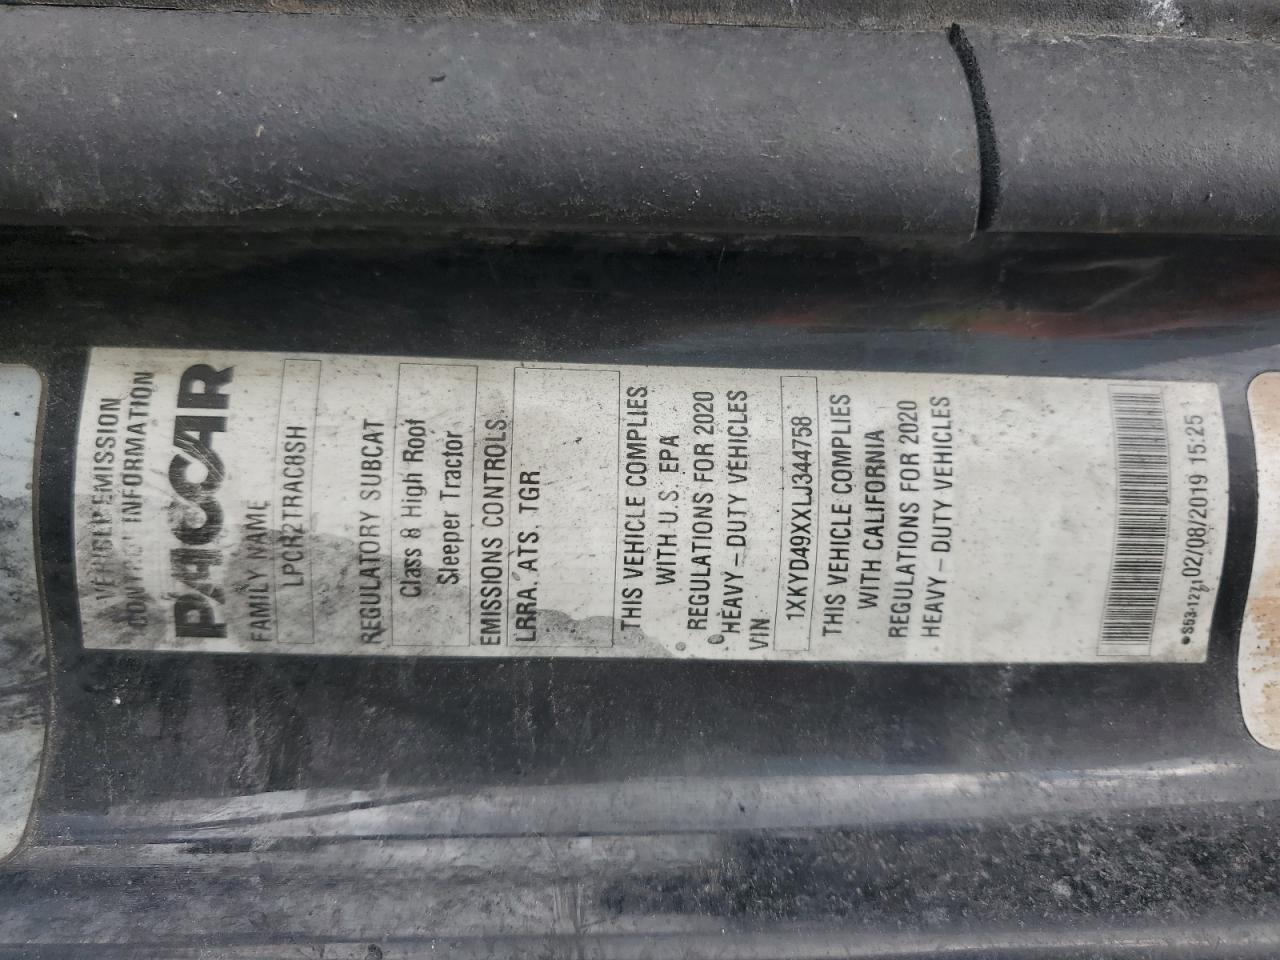 VEHICLE EMISSION
CONTROL INFORMATION
PACCAR
FAMILY NAME
LPCR2TRAC8SH
REGULATORY SUBCAT
Class 8 High Roof
Sleeper Tractor
EMISSIONS CONTROLS
LRRA, ATS, TGR
THIS VEHICLE COMPLIES
WITH U.S. EPA
REGULATIONS FOR 2020
HEAVY-DUTY VEHICLES
VIN
1XKYD49XXLJ344758
THIS VEHICLE COMPLIES
WITH CALIFORNIA
REGULATIONS FOR 2020
HEAVY-DUTY VEHICLES
02/08/2019 15:25